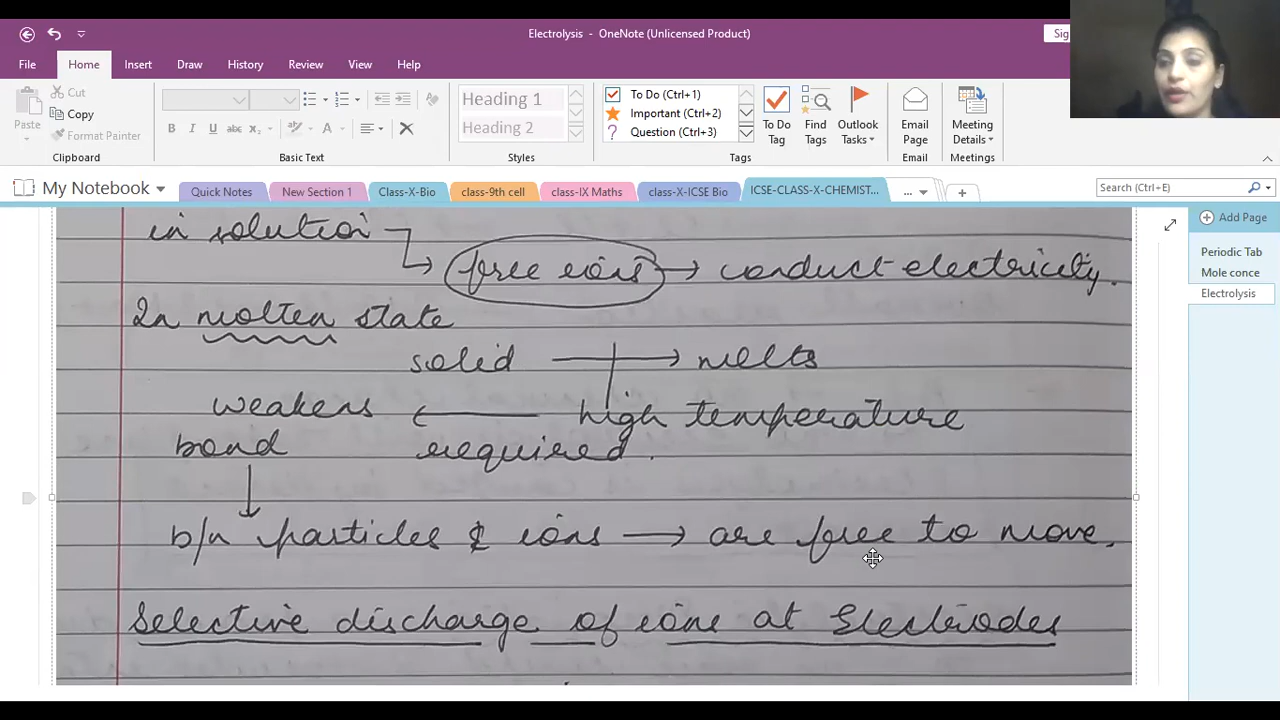 Electrolysis - OneNote (Unlicensed Product)
Sig
File Home Insert Draw History Review View Help
Paste
Cut
Copy
Format Painter
Clipboard
B I U abc x₂ A
Basic Text
Heading 1
Heading 2
Styles
To Do (Ctrl+1)
Important (Ctrl+2)
Question (Ctrl+3)
To Do Tag
Find Tags
Outlook Tasks
Tags
Email Page
Email
Meeting Details
Meetings
My Notebook
Quick Notes
New Section 1
Class-X-Bio
class-9th cell
class-IX Maths
class-X-ICSE Bio
ICSE-CLASS-X-CHEMIST...
...
Search (Ctrl+E)
Add Page
Periodic Tab
Mole conce
Electrolysis
in solution
free ions → conduct electricity.
In molten state
solid → melts
weakens ← high temperature
bond required.
b/n particles & ions → are free to move.
Selective discharge of ions at Electrodes